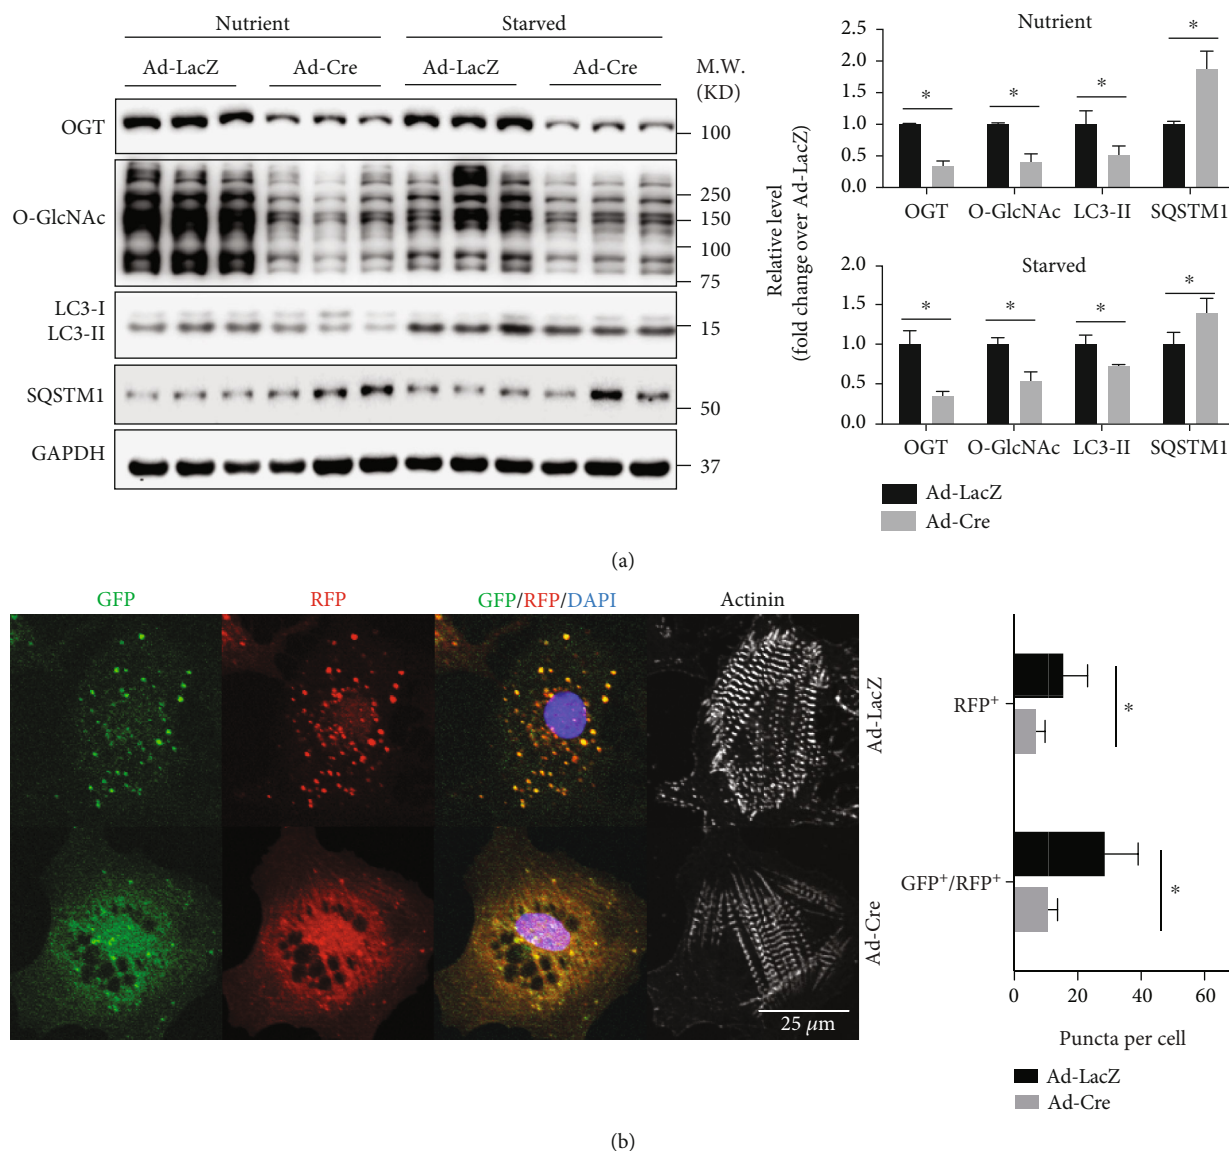 Nutrient Starved
Ad-LacZ Ad-Cre Ad-LacZ Ad-Cre M.W.
(KD)
OGT 100
O-GlcNAc 250
150
100
75
LC3-I
LC3-II 15
SQSTM1 50
GAPDH 37
Relative level
(fold change over Ad-LacZ)
Nutrient
2.5
2.0
1.5
1.0
0.5
0.0
* * * *
OGT O-GlcNAc LC3-II SQSTM1
Starved
2.0
1.5
1.0
0.5
0.0
* * * *
OGT O-GlcNAc LC3-II SQSTM1
Ad-LacZ
Ad-Cre
(a)
GFP RFP GFP/RFP/DAPI Actinin
Ad-LacZ
Ad-Cre
25 μm
RFP⁺ *
GFP⁺/RFP⁺ *
0 20 40 60
Puncta per cell
Ad-LacZ
Ad-Cre
(b)